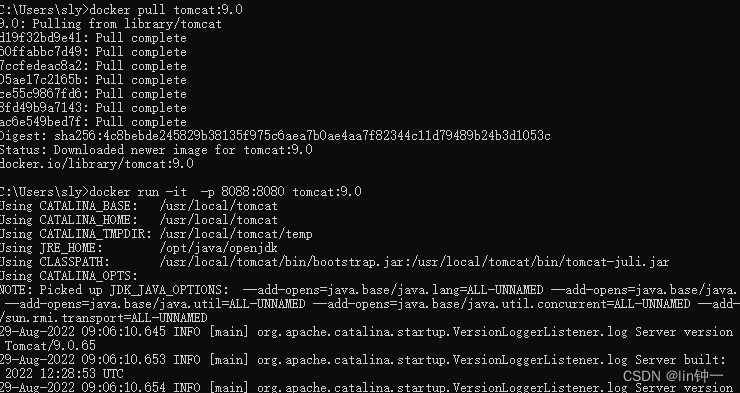 C:\Users\sly>docker pull tomcat:9.0
9.0: Pulling from library/tomcat
d19f32bd9e41: Pull complete
60ffabbc7d49: Pull complete
7ccfedeac8a2: Pull complete
05ae17c2165b: Pull complete
ce55c9867fd6: Pull complete
8fd49b9a7143: Pull complete
ac6e549bed7f: Pull complete
Digest: sha256:4c8bebde245829b38135f975c6aea7b0ae4aa7f82344c11d79489b24b3d1053c
Status: Downloaded newer image for tomcat:9.0
docker.io/library/tomcat:9.0
C:\Users\sly>docker run -it  -p 8088:8080 tomcat:9.0
Using CATALINA_BASE:   /usr/local/tomcat
Using CATALINA_HOME:   /usr/local/tomcat
Using CATALINA_TMPDIR: /usr/local/tomcat/temp
Using JRE_HOME:        /opt/java/openjdk
Using CLASSPATH:       /usr/local/tomcat/bin/bootstrap.jar:/usr/local/tomcat/bin/tomcat-juli.jar
Using CATALINA_OPTS:
NOTE: Picked up JDK_JAVA_OPTIONS:  --add-opens=java.base/java.lang=ALL-UNNAMED --add-opens=java.base/java.
--add-opens=java.base/java.util=ALL-UNNAMED --add-opens=java.base/java.util.concurrent=ALL-UNNAMED --add-
/sun.rmi.transport=ALL-UNNAMED
29-Aug-2022 09:06:10.645 INFO [main] org.apache.catalina.startup.VersionLoggerListener.log Server version
Tomcat/9.0.65
29-Aug-2022 09:06:10.653 INFO [main] org.apache.catalina.startup.VersionLoggerListener.log Server built:
2022 12:28:53 UTC
29-Aug-2022 09:06:10.654 INFO [main] org.apache.catalina.startup.VersionLoggerListener.log Server version
CSDN @lin钟一